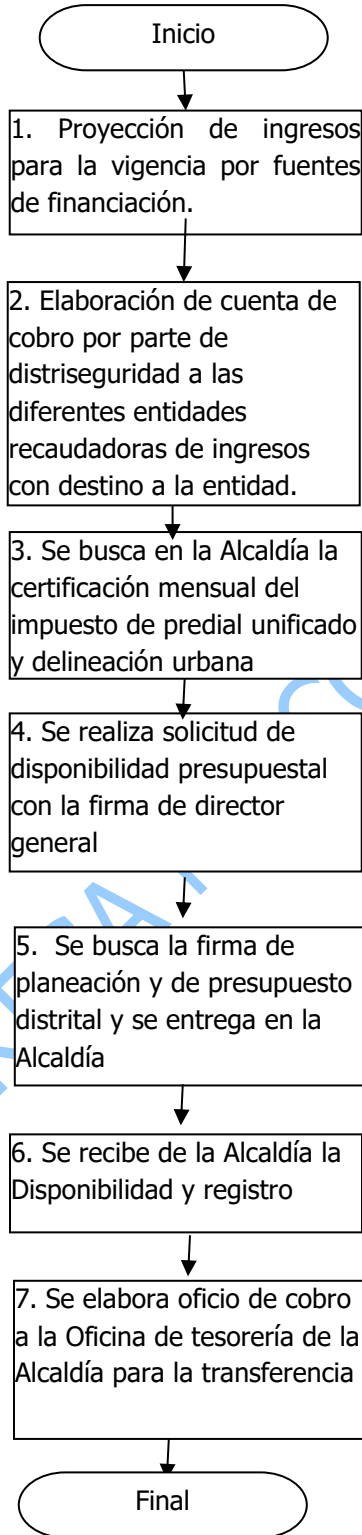 Inicio
1. Proyección de ingresos
para la vigencia por fuentes
de financiación.
2. Elaboración de cuenta de
cobro por parte de
distriseguridad a las
diferentes entidades
recaudadoras de ingresos
con destino a la entidad.
3. Se busca en la Alcaldía la
certificación mensual del
impuesto de predial unificado
y delineación urbana
4. Se realiza solicitud de
disponibilidad presupuestal
con la firma de director
general
5. Se busca la firma de
planeación y de presupuesto
distrital y se entrega en la
Alcaldía
6. Se recibe de la Alcaldía la
Disponibilidad y registro
7. Se elabora oficio de cobro
a la Oficina de tesorería de la
Alcaldía para la transferencia
Final